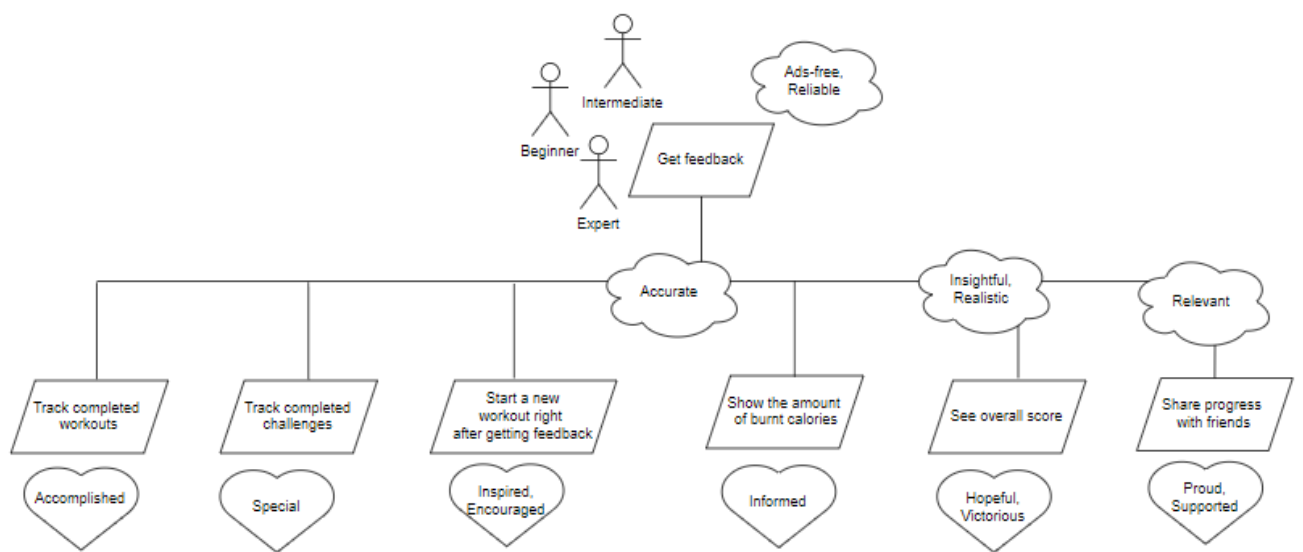 Intermediate
Ads-free,
Reliable
Beginner
Get feedback
Expert
Accurate
Insightful,
Realistic
Relevant
Track completed
workouts
Track completed
challenges
Start a new
workout right
after getting feedback
Show the amount
of burnt calories
See overall score
Share progress
with friends
Accomplished
Special
Inspired,
Encouraged
Informed
Hopeful,
Victorious
Proud,
Supported